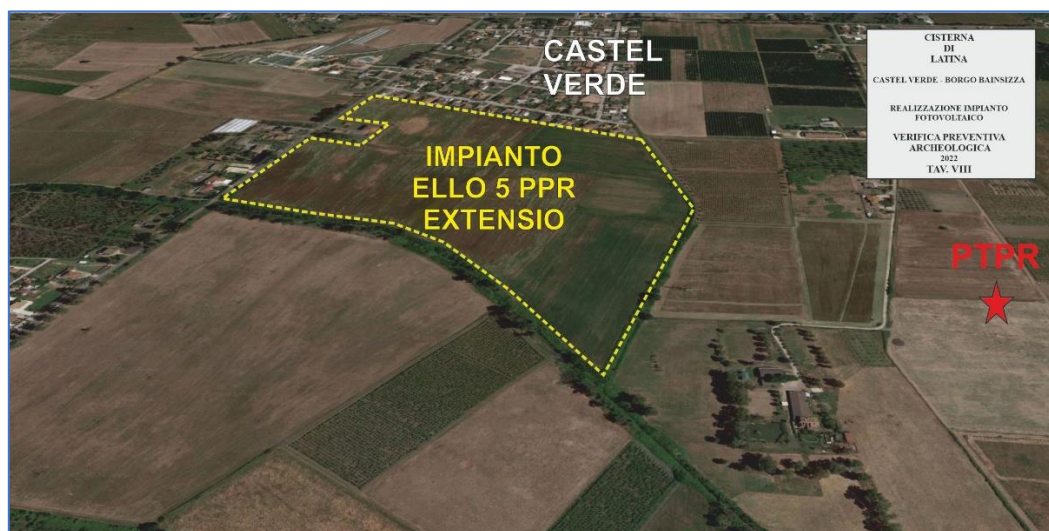 CASTEL
VERDE
CISTERNA
DI
LATINA
CASTEL VERDE - BORGO BAINSIZZA
REALIZZAZIONE IMPIANTO
FOTOVOLTAICO
VERIFICA PREVENTIVA
ARCHEOLOGICA
2022
TAV. VIII
IMPIANTO
ELLO 5 PPR
EXTENSIO
PTPR